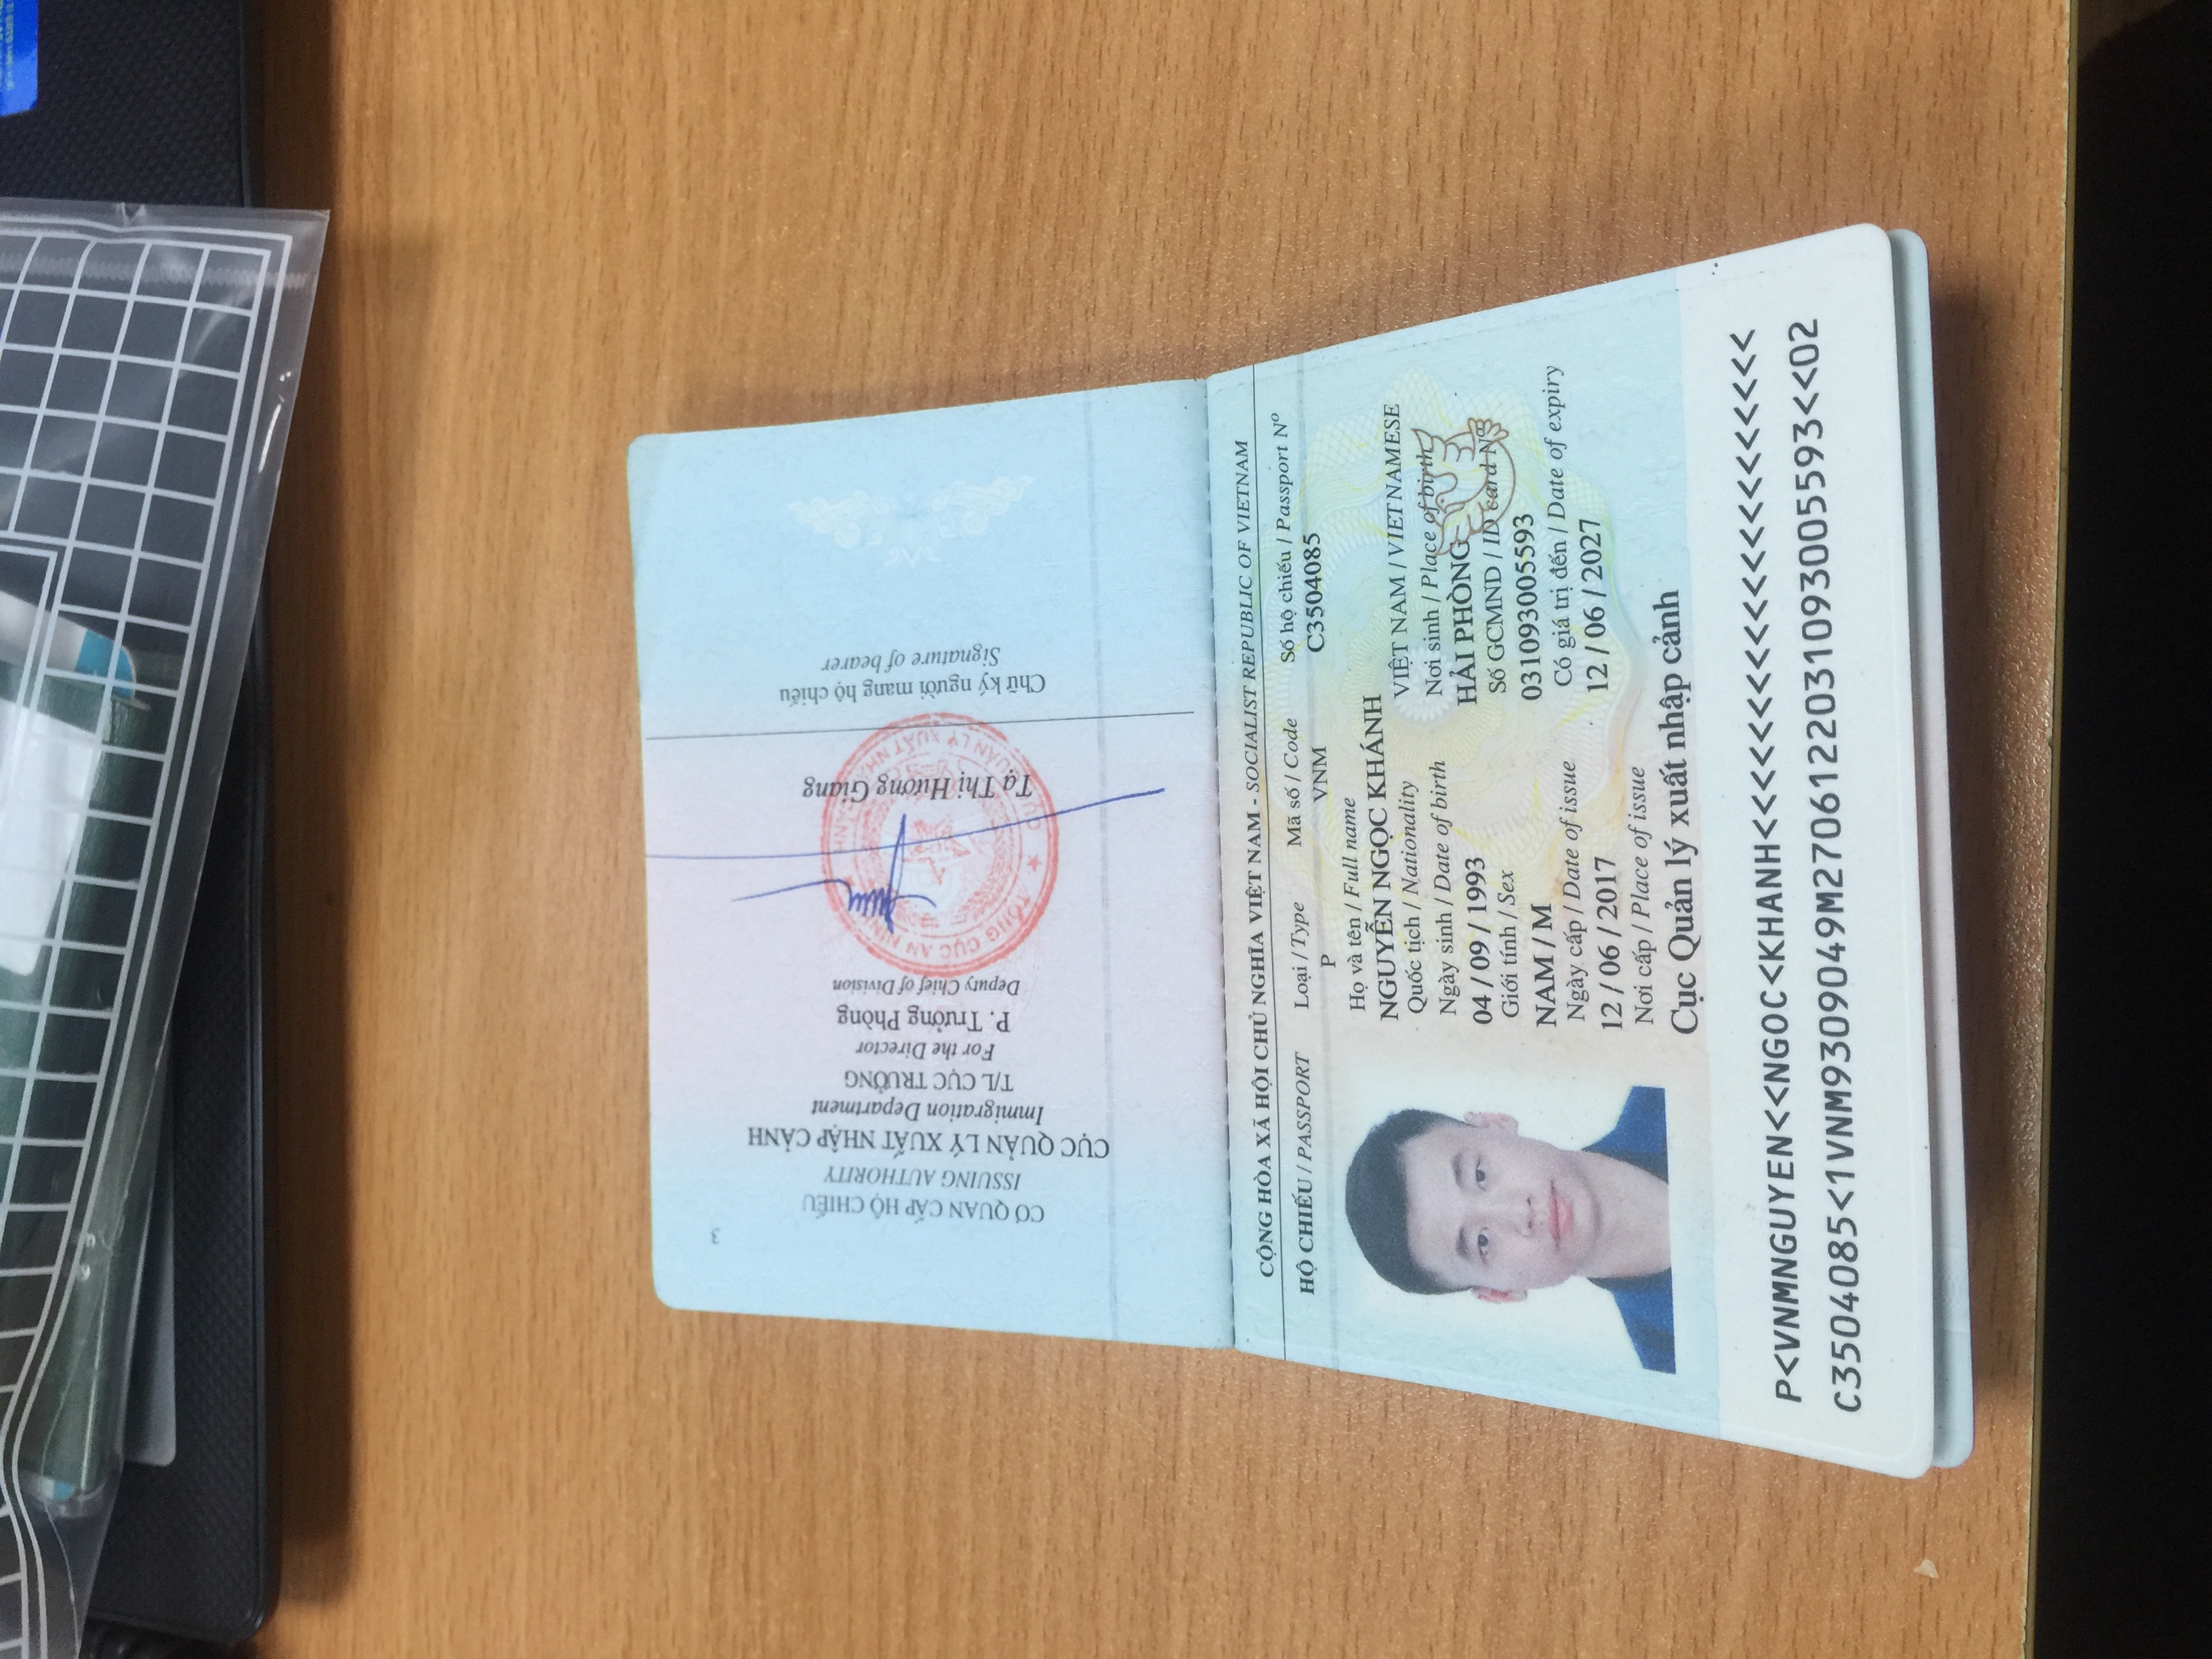 3
CƠ QUAN CẤP HỘ CHIẾU
ISSUING AUTHORITY
CỤC QUẢN LÝ XUẤT NHẬP CẢNH
Immigration Department
T/L CỤC TRƯỞNG
For the Director
P. Trưởng Phòng
Deputy Chief of Division
Tạ Thị Hương Giang
Chữ ký người mang hộ chiếu
Signature of bearer
CỘNG HÒA XÃ HỘI CHỦ NGHĨA VIỆT NAM - SOCIALIST REPUBLIC OF VIETNAM
HỘ CHIẾU / PASSPORT Loại / Type Mã số / Code Số hộ chiếu / Passport Nº
P VNM C3504085
Họ và tên / Full name
NGUYỄN NGỌC KHÁNH
Quốc tịch / Nationality VIỆT NAM / VIETNAMESE
Ngày sinh / Date of birth Nơi sinh / Place of birth
04 / 09 / 1993 HẢI PHÒNG
Giới tính / Sex Số GCMND / ID card Nº
NAM / M 031093005593
Ngày cấp / Date of issue Có giá trị đến / Date of expiry
12 / 06 / 2017 12 / 06 / 2027
Nơi cấp / Place of issue
Cục Quản lý xuất nhập cảnh
P<VNMNGUYEN<<NGOC<KHANH<<<<<<<<<<<<<<<<<<<<<
C3504085<1VNM9309049M2706122031093005593<<02